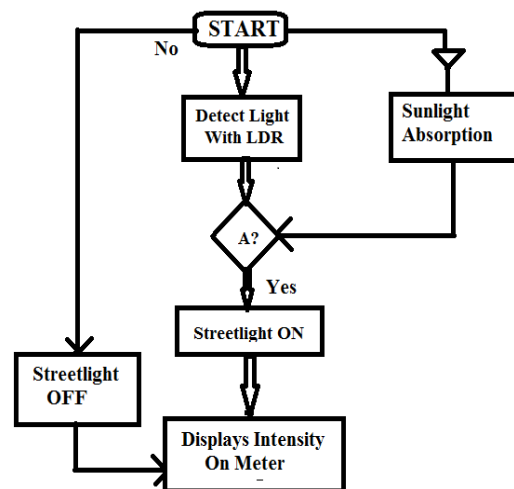 START
No
Detect Light
With LDR
Sunlight
Absorption
A?
Yes
Streetlight ON
Streetlight
OFF
Displays Intensity
On Meter